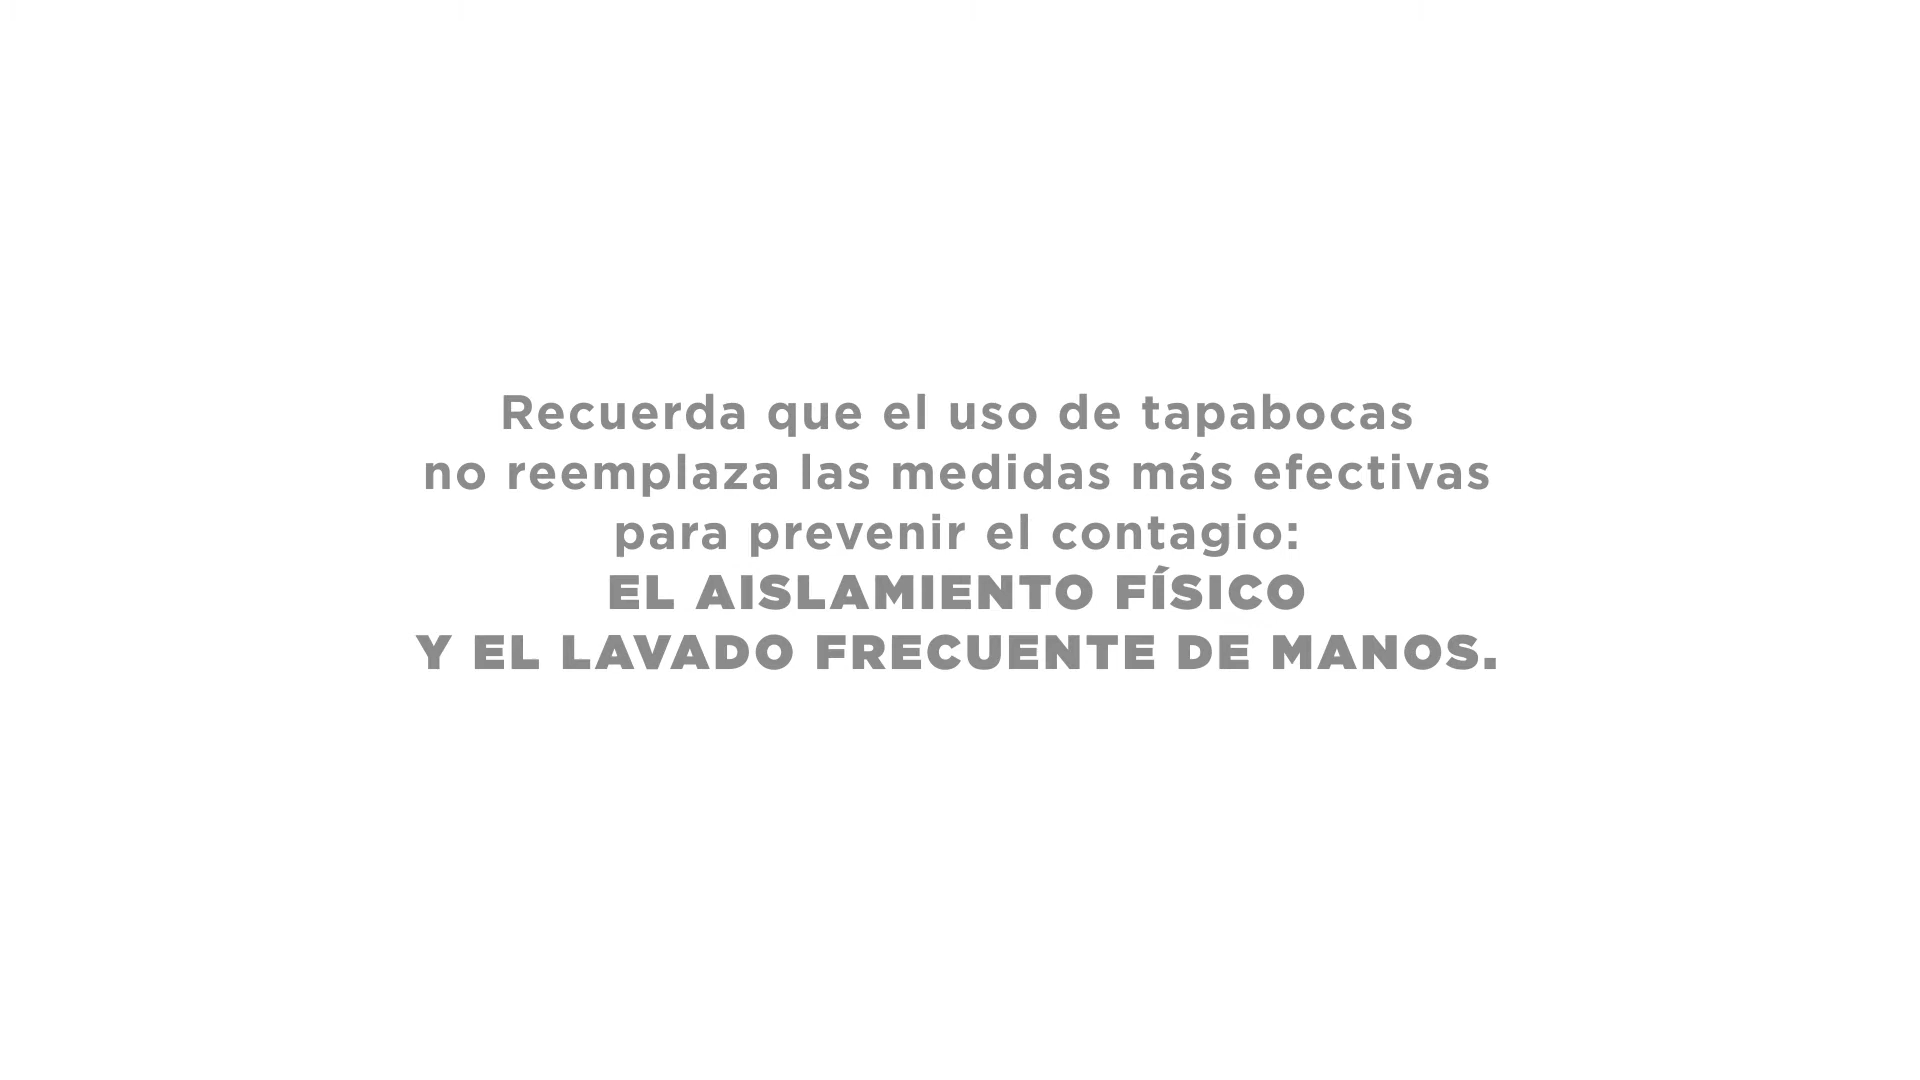 Recuerda que el uso de tapabocas
no reemplaza las medidas más efectivas
para prevenir el contagio:
EL AISLAMIENTO FÍSICO
Y EL LAVADO FRECUENTE DE MANOS.